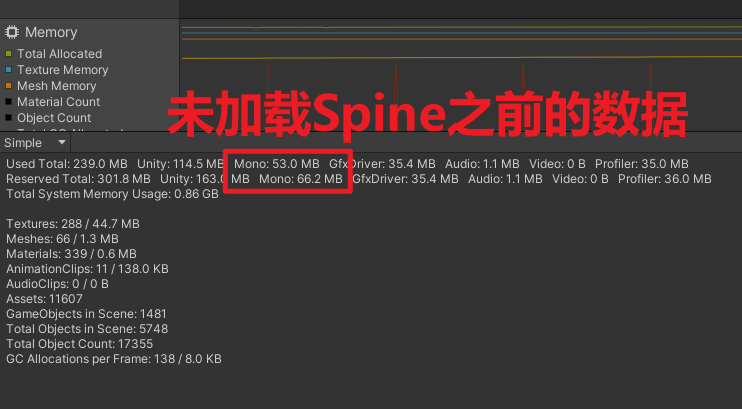 Memory
Total Allocated
Texture Memory
Mesh Memory
Material Count
Object Count
未加载Spine之前的数据
Simple
Used Total: 239.0 MB Unity: 114.5 MB Mono: 53.0 MB GfxDriver: 35.4 MB Audio: 1.1 MB Video: 0 B Profiler: 35.0 MB
Reserved Total: 301.8 MB Unity: 163.0 MB Mono: 66.2 MB GfxDriver: 35.4 MB Audio: 1.1 MB Video: 0 B Profiler: 36.0 MB
Total System Memory Usage: 0.86 GB
Textures: 288 / 44.7 MB
Meshes: 66 / 1.3 MB
Materials: 339 / 0.6 MB
AnimationClips: 11 / 138.0 KB
AudioClips: 0 / 0 B
Assets: 11607
GameObjects in Scene: 1481
Total Objects in Scene: 5748
Total Object Count: 17355
GC Allocations per Frame: 138 / 8.0 KB